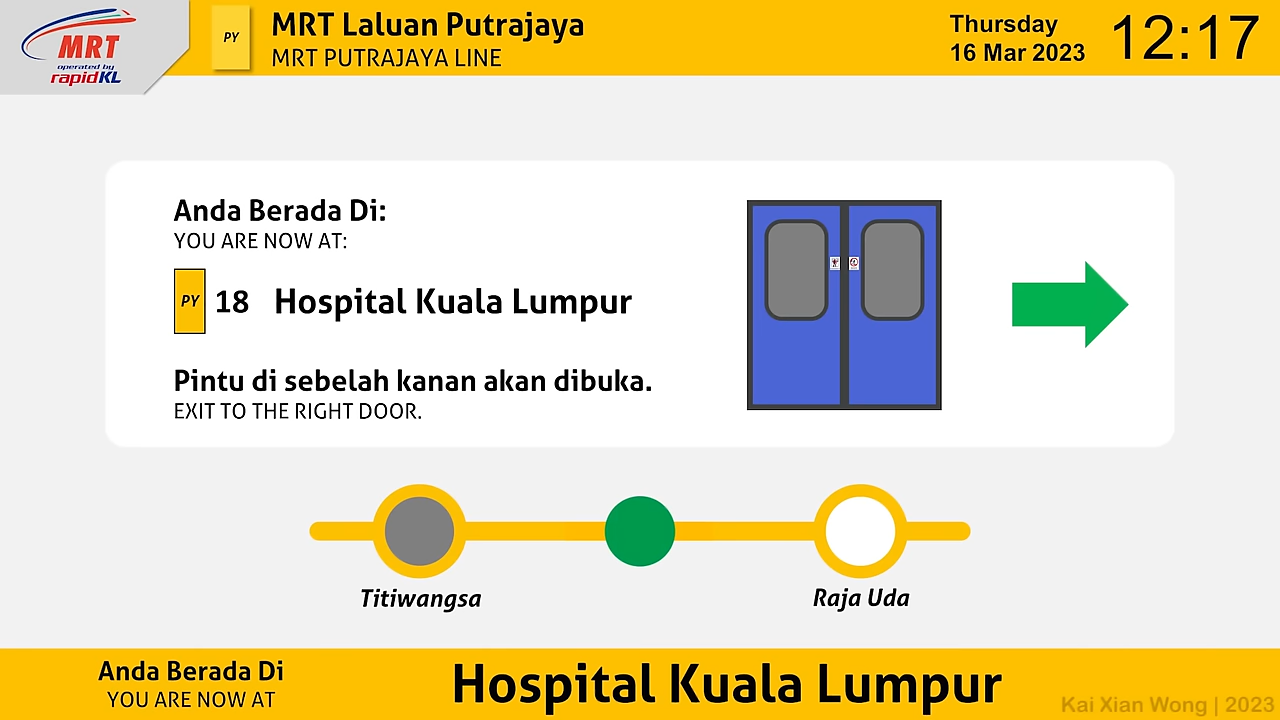 MRT
operated by
rapidKL
PY
MRT Laluan Putrajaya
MRT PUTRAJAYA LINE
Thursday
16 Mar 2023
12:17
Anda Berada Di:
YOU ARE NOW AT:
PY 18 Hospital Kuala Lumpur
Pintu di sebelah kanan akan dibuka.
EXIT TO THE RIGHT DOOR.
Titiwangsa
Raja Uda
Anda Berada Di
YOU ARE NOW AT
Hospital Kuala Lumpur
Kai Xian Wong | 2023